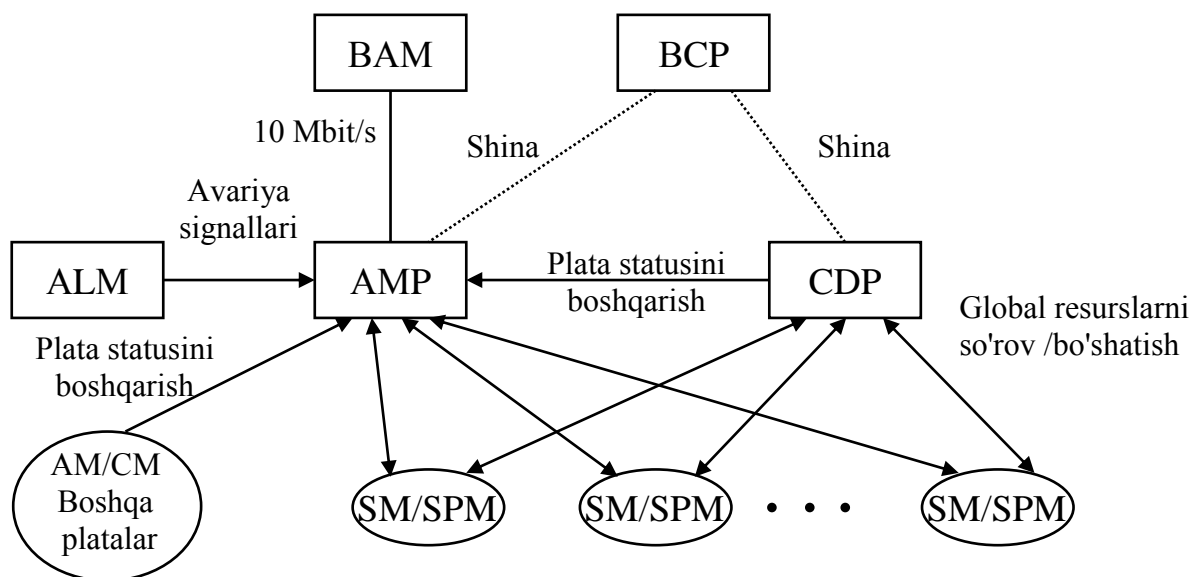 BAM
BCP
10 Mbit/s
Shina
Shina
Avariya
signallari
ALM
AMP
Plata statusini
boshqarish
CDP
Global resurslarni
so'rov /bo'shatish
Plata statusini
boshqarish
AM/CM
Boshqa
platalar
SM/SPM
SM/SPM
• • •
SM/SPM